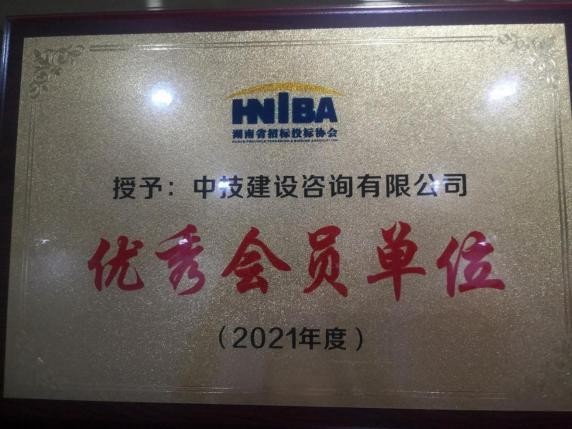 HNIBA
湖南省招标投标协会
授予：中技建设咨询有限公司
优秀会员单位
（2021年度）